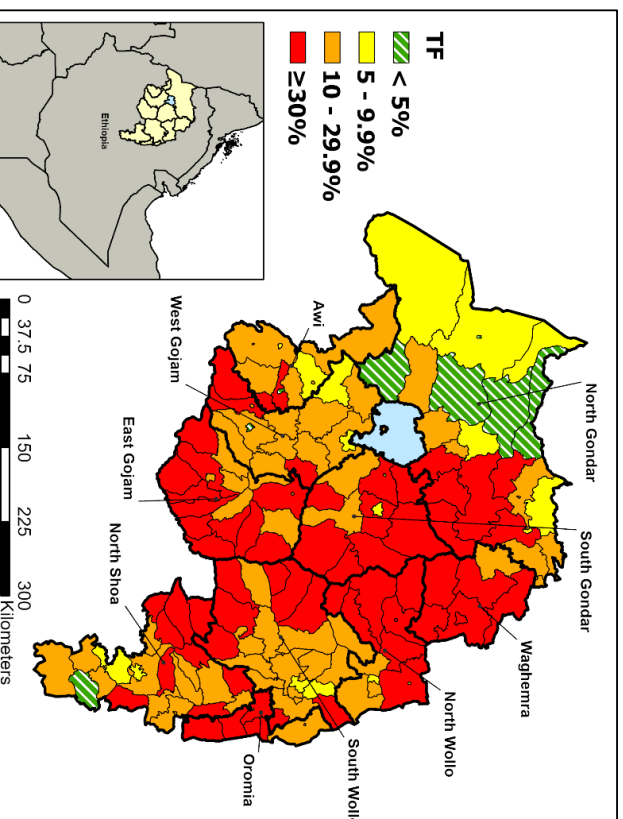 TF
< 5%
5 - 9.9%
10 - 29.9%
≥30%
Ethiopia
North Gondar
South Gondar
Waghemra
North Wollo
South Woll
Oromia
North Shoa
East Gojam
West Gojam
Awi
0 37.5 75 150 225 300
Kilometers